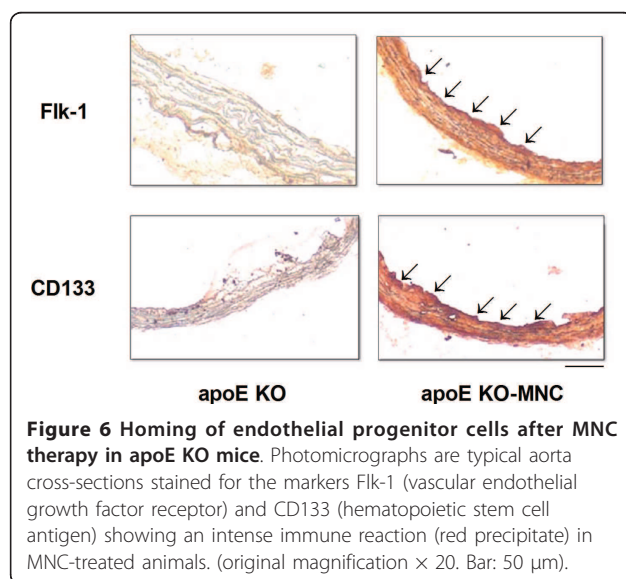 Flk-1
CD133
apoE KO
apoE KO-MNC
Figure 6 Homing of endothelial progenitor cells after MNC
therapy in apoE KO mice. Photomicrographs are typical aorta
cross-sections stained for the markers Flk-1 (vascular endothelial
growth factor receptor) and CD133 (hematopoietic stem cell
antigen) showing an intense immune reaction (red precipitate) in
MNC-treated animals. (original magnification × 20. Bar: 50 μm).